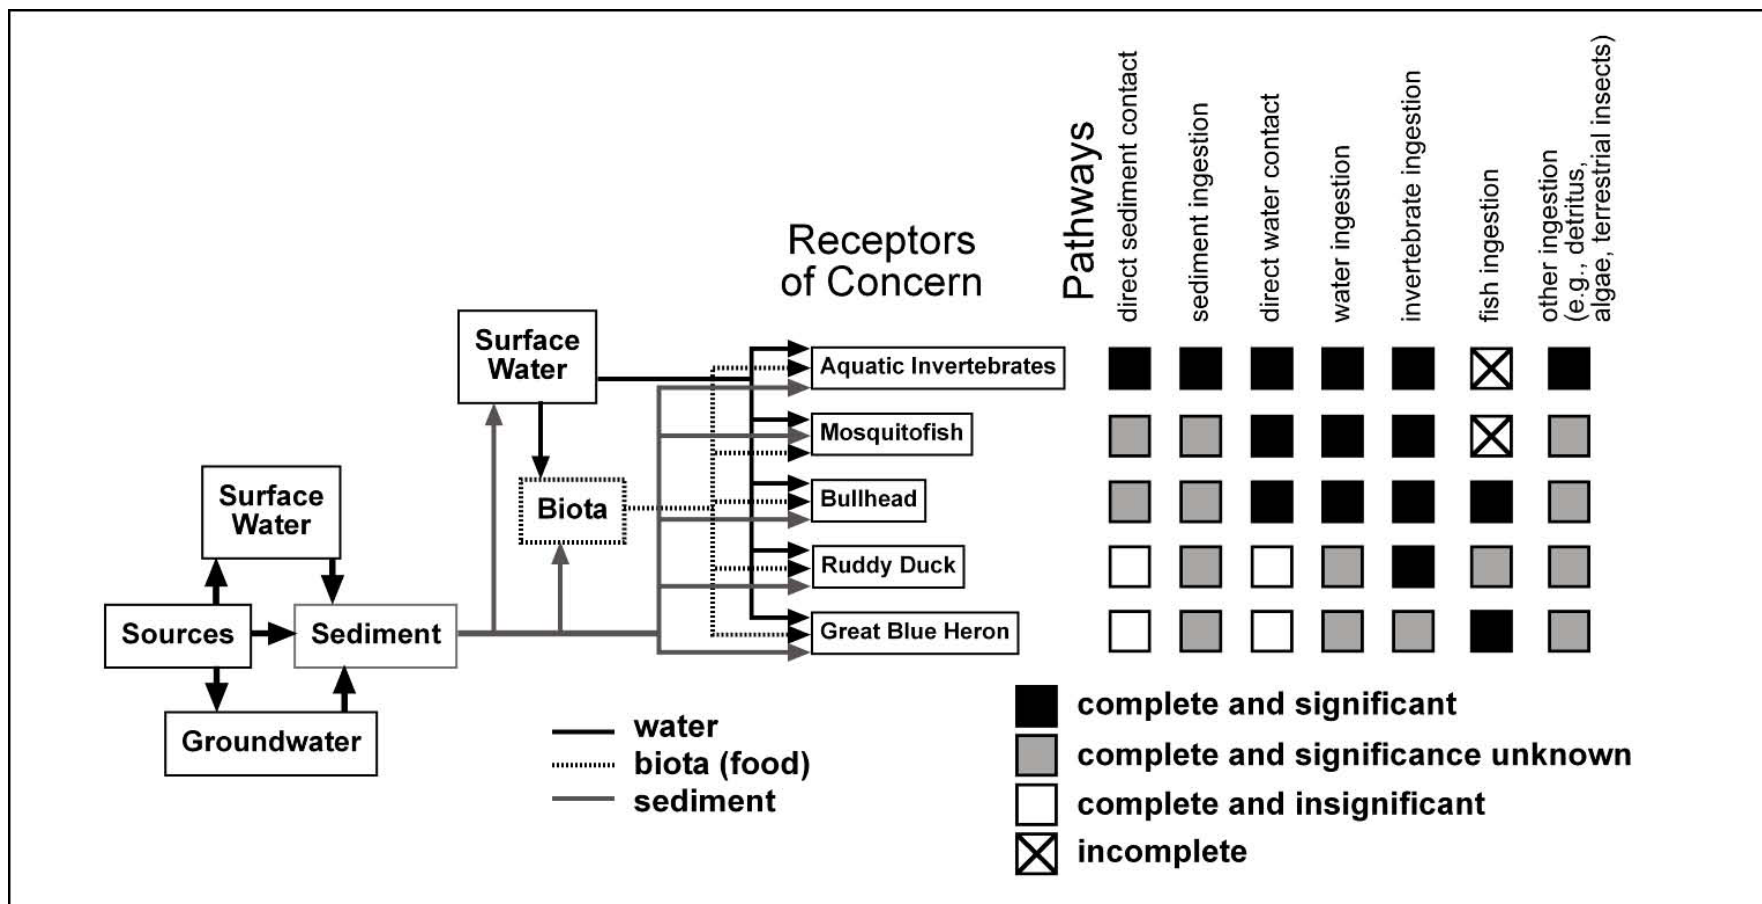 Pathways
direct sediment contact
sediment ingestion
direct water contact
water ingestion
invertebrate ingestion
fish ingestion
other ingestion
(e.g., detritus,
algae, terrestrial insects)
Receptors
of Concern
Surface
Water
Aquatic Invertebrates
Mosquitofish
Surface
Water
Biota
Bullhead
Ruddy Duck
Sources
Sediment
Great Blue Heron
Groundwater
water
biota (food)
sediment
complete and significant
complete and significance unknown
complete and insignificant
incomplete